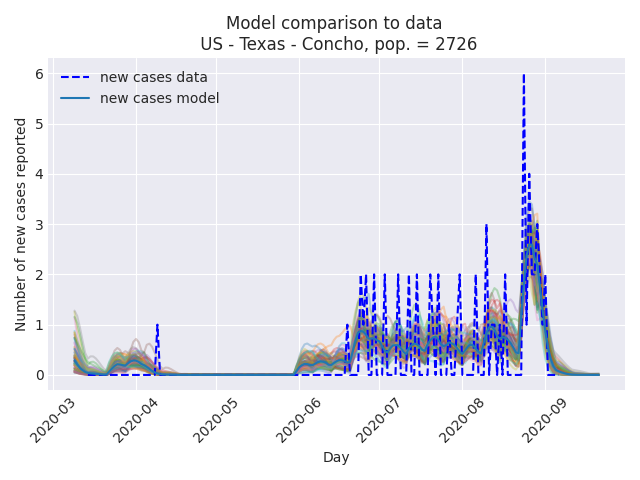 Model comparison to data
US - Texas - Concho, pop. = 2726
new cases data
new cases model
Number of new cases reported
6
5
4
3
2
1
0
2020-03
2020-04
2020-05
2020-06
2020-07
2020-08
2020-09
Day